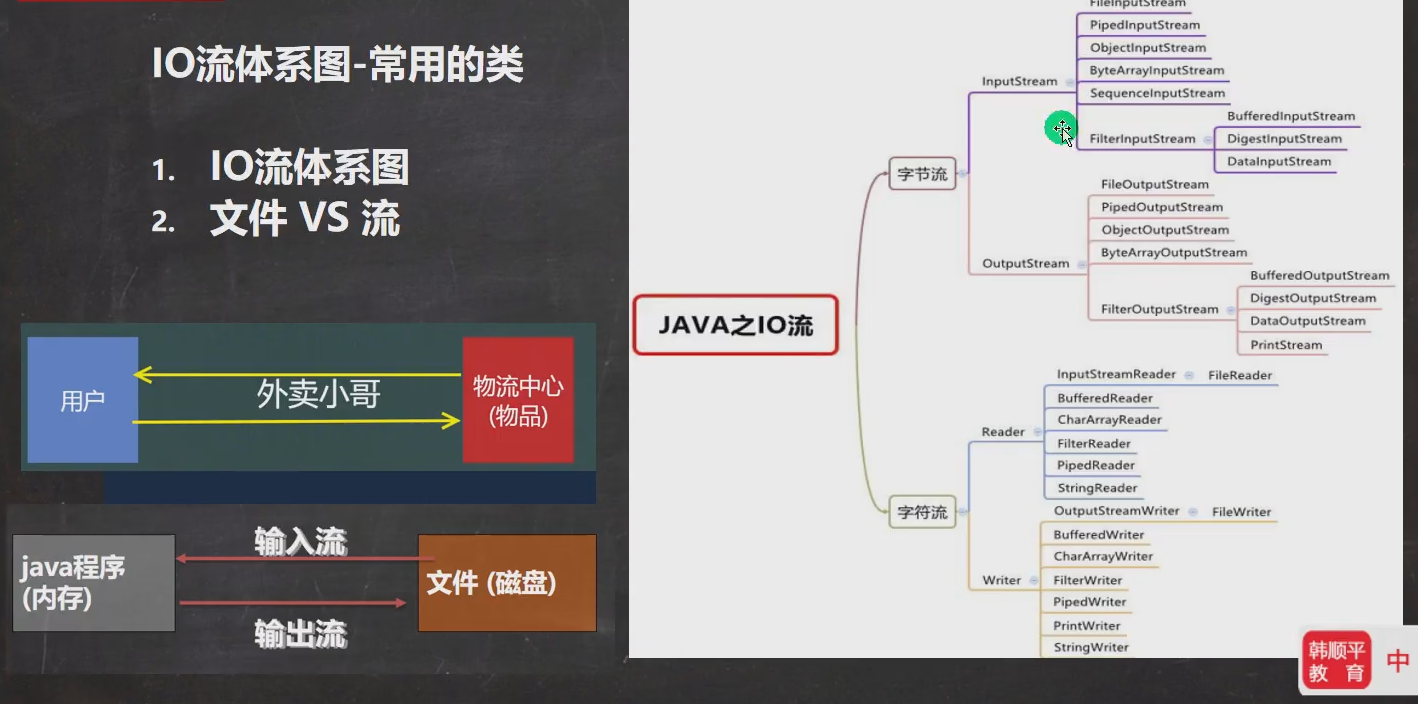 IO流体系图-常用的类
1. IO流体系图
2. 文件 VS 流
用户
外卖小哥
物流中心
(物品)
java程序
(内存)
输入流
输出流
文件 (磁盘)
JAVA之IO流
字节流
InputStream
FileInputStream
PipedInputStream
ObjectInputStream
ByteArrayInputStream
SequenceInputStream
FilterInputStream
BufferedInputStream
DigestInputStream
DataInputStream
OutputStream
FileOutputStream
PipedOutputStream
ObjectOutputStream
ByteArrayOutputStream
FilterOutputStream
BufferedOutputStream
DigestOutputStream
DataOutputStream
PrintStream
字符流
Reader
InputStreamReader
FileReader
BufferedReader
CharArrayReader
FilterReader
PipedReader
StringReader
Writer
OutputStreamWriter
FileWriter
BufferedWriter
CharArrayWriter
FilterWriter
PipedWriter
PrintWriter
StringWriter
韩顺平
教 育
中